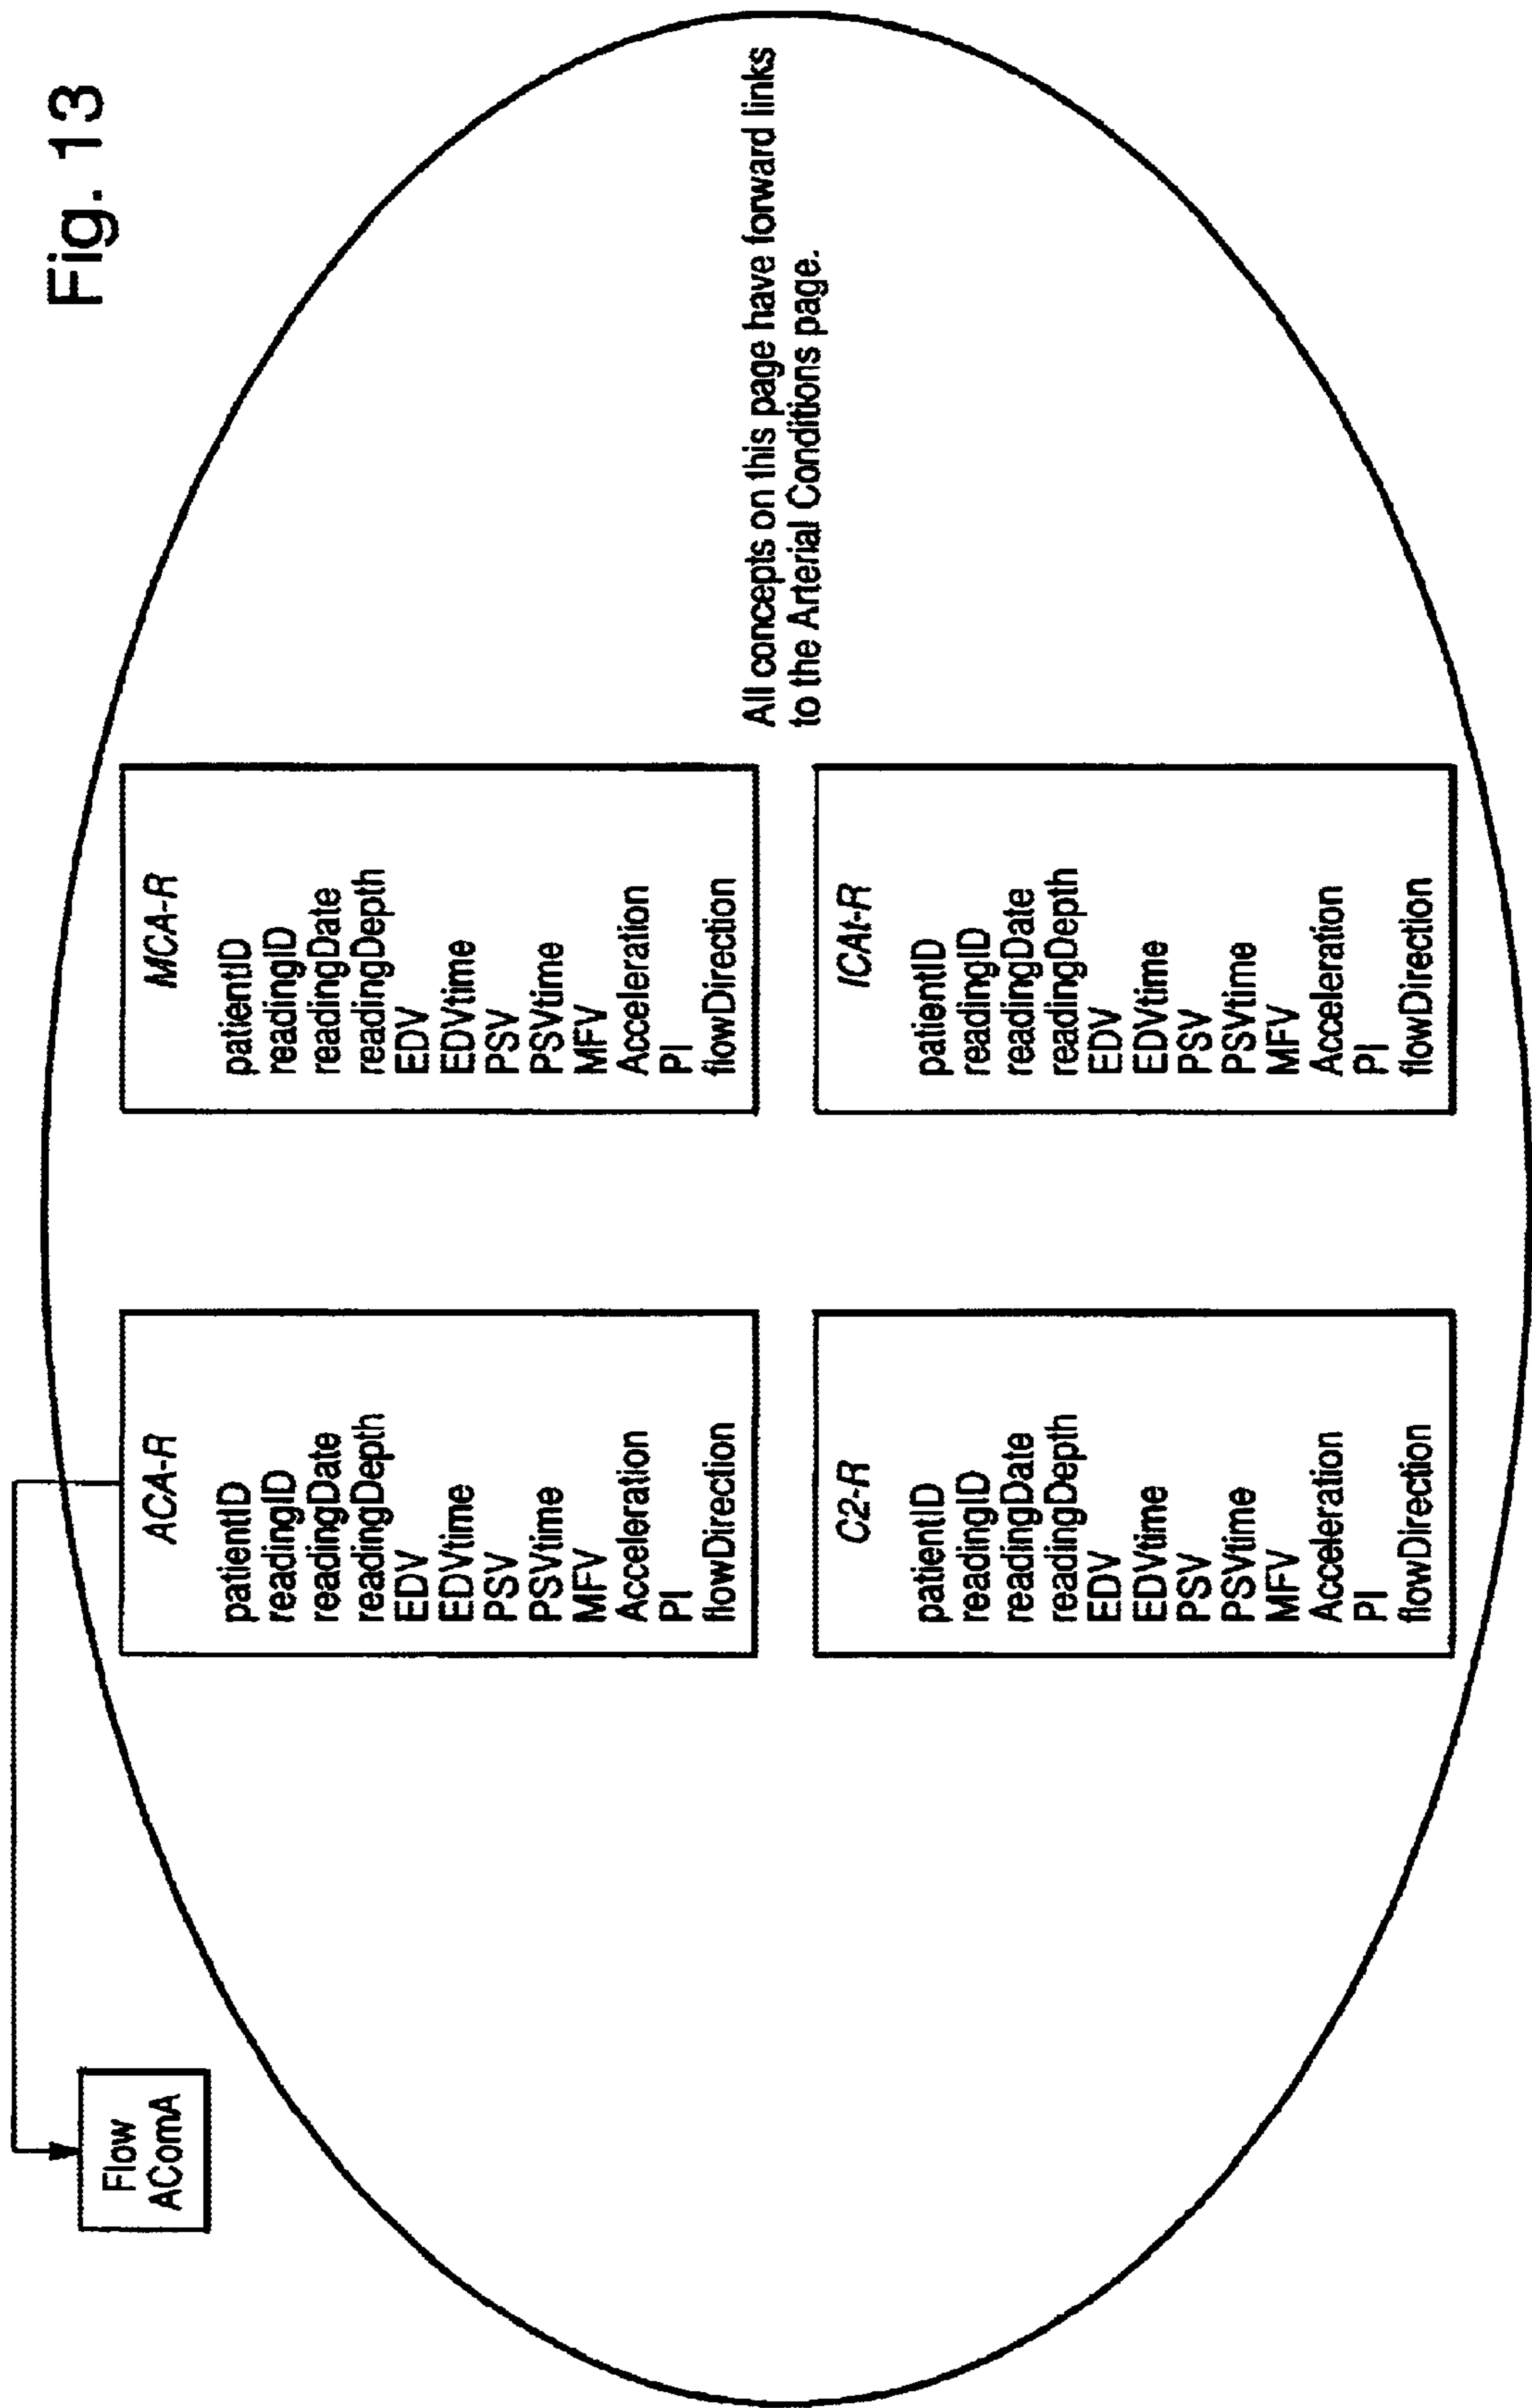 Fig. 13
Flow
AComA
ACA-R
patientID
readingID
readingDate
readingDepth
EDV
EDVtime
PSV
PSVtime
MFV
Acceleration
PI
flowDirection
MCA-R
patientID
readingID
readingDate
readingDepth
EDV
EDVtime
PSV
PSVtime
MFV
Acceleration
PI
flowDirection
C2-R
patientID
readingID
readingDate
readingDepth
EDV
EDVtime
PSV
PSVtime
MFV
Acceleration
PI
flowDirection
ICAt-R
patientID
readingID
readingDate
readingDepth
EDV
EDVtime
PSV
PSVtime
MFV
Acceleration
PI
flowDirection
All concepts on this page have forward links
to the Arterial Conditions page.